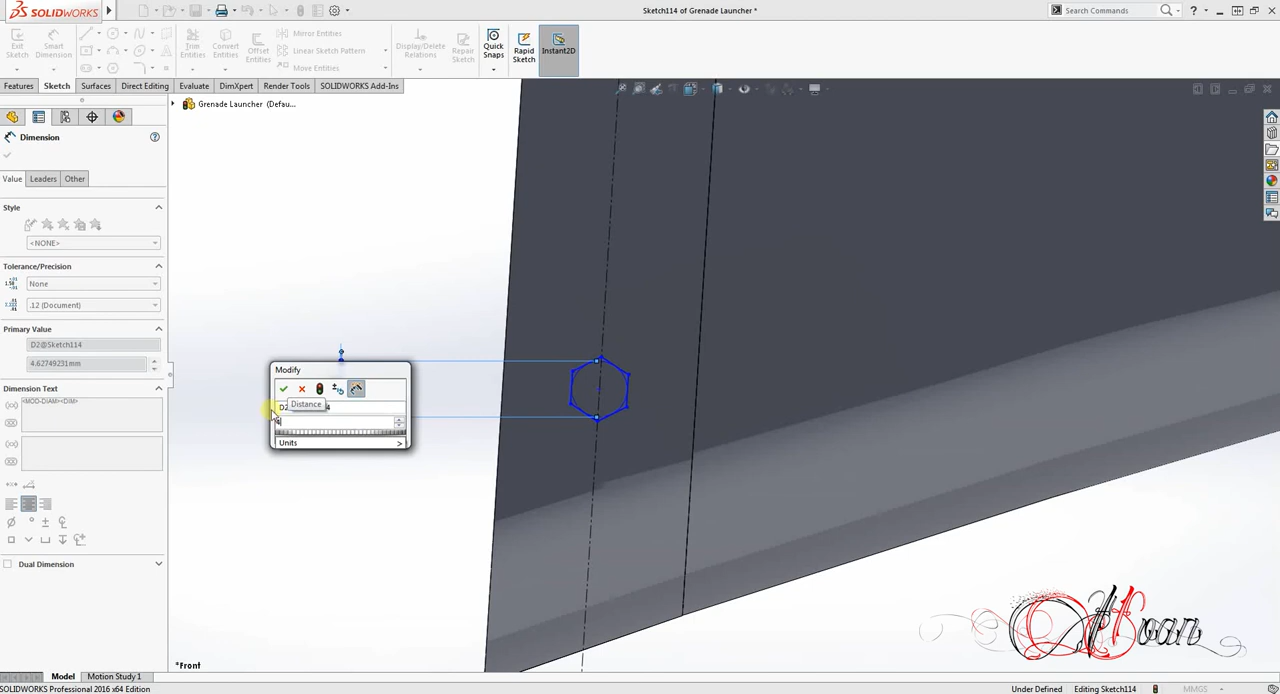 SOLIDWORKS
Sketch114 of Grenade Launcher *
Search Commands
Exit Sketch
Smart Dimension
Trim Entities
Convert Entities
Offset Entities
Mirror Entities
Linear Sketch Pattern
Move Entities
Display/Delete Relations
Repair Sketch
Quick Snaps
Rapid Sketch
Instant2D
Features
Sketch
Surfaces
Direct Editing
Evaluate
DimXpert
Render Tools
SOLIDWORKS Add-Ins
Grenade Launcher (Defau...
Dimension
Value
Leaders
Other
Style
<NONE>
Tolerance/Precision
None
.12 (Document)
Primary Value
D2@Sketch114
4.62749231mm
Dimension Text
<MOD-DIAM><DIM>
Dual Dimension
Modify
Distance
Units
*Front
Model
Motion Study 1
SOLIDWORKS Professional 2016 x64 Edition
Under Defined
Editing Sketch114
MMGS